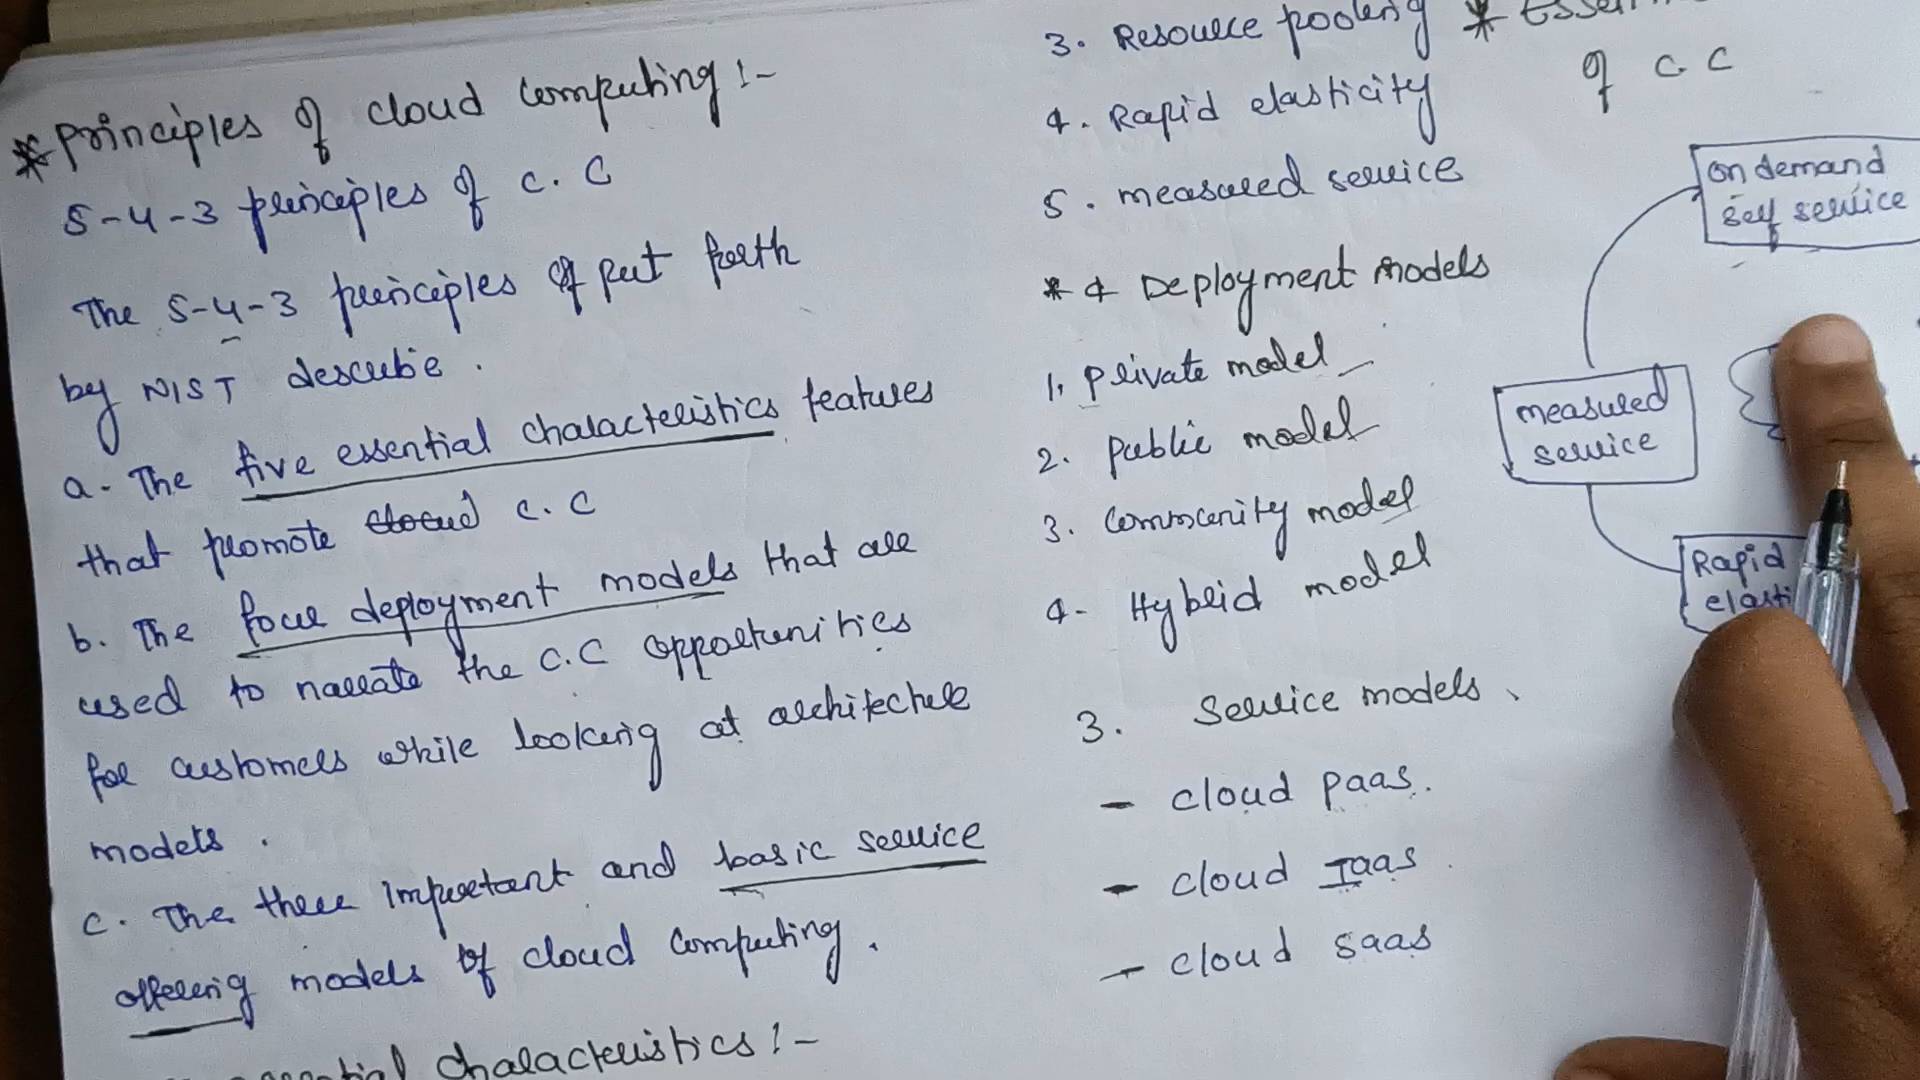 * Principles of cloud computing :-
5-4-3 principles of c.c
The 5-4-3 principles of put forth
by NIST describe.
a. The five essential characteristics features
that promote cloud c.c
b. The four deployment models that are
used to narrate the c.c opportunities
for customers while looking at architecture
models.
c. The three important and basic service
offering models of cloud computing.
characteristics :-
3. Resource pooling
4. Rapid elasticity
5. measured service
* 4 Deployment models
1. private model
2. public model
3. Community model
4- Hybrid model
3. Service models.
- cloud paas.
- cloud Iaas.
- cloud saas
*
of c.c
on demand
self service
measured
service
Rapid